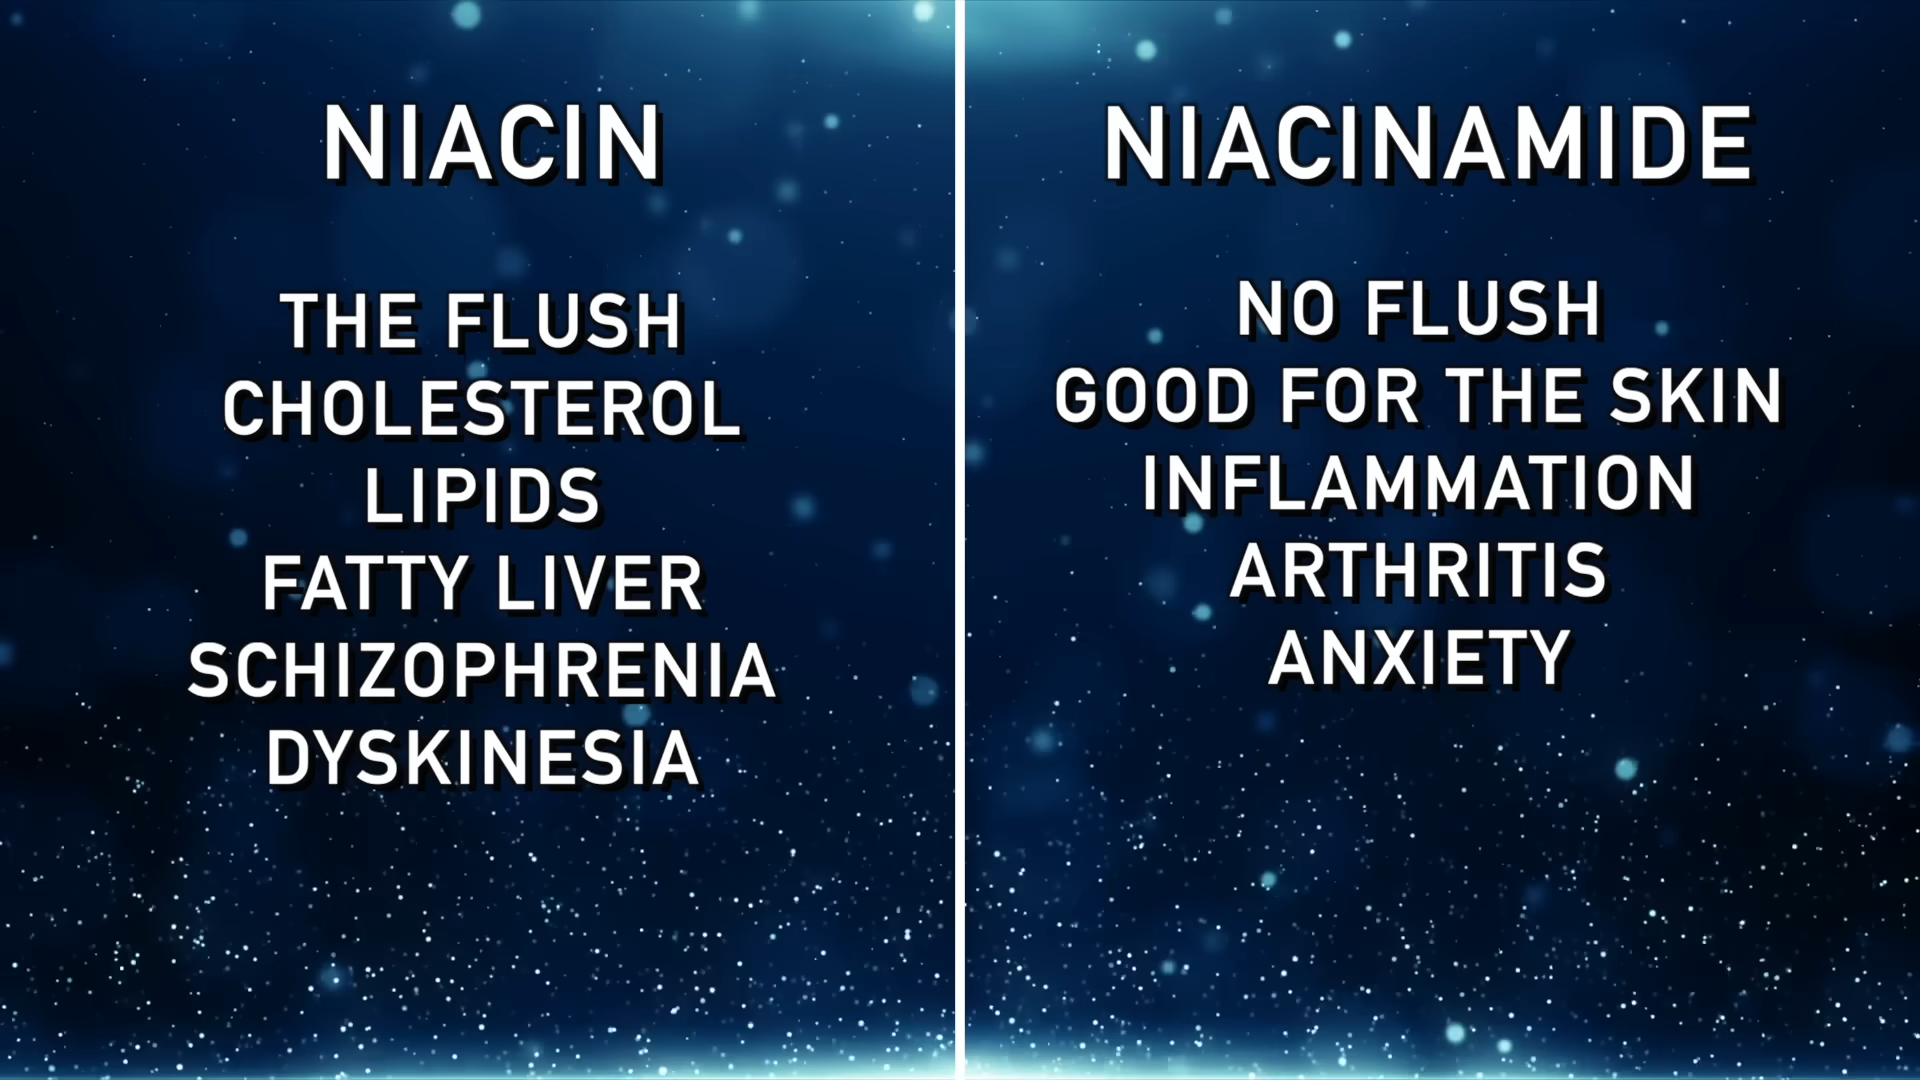 NIACIN
THE FLUSH
CHOLESTEROL
LIPIDS
FATTY LIVER
SCHIZOPHRENIA
DYSKINESIA
NIACINAMIDE
NO FLUSH
GOOD FOR THE SKIN
INFLAMMATION
ARTHRITIS
ANXIETY